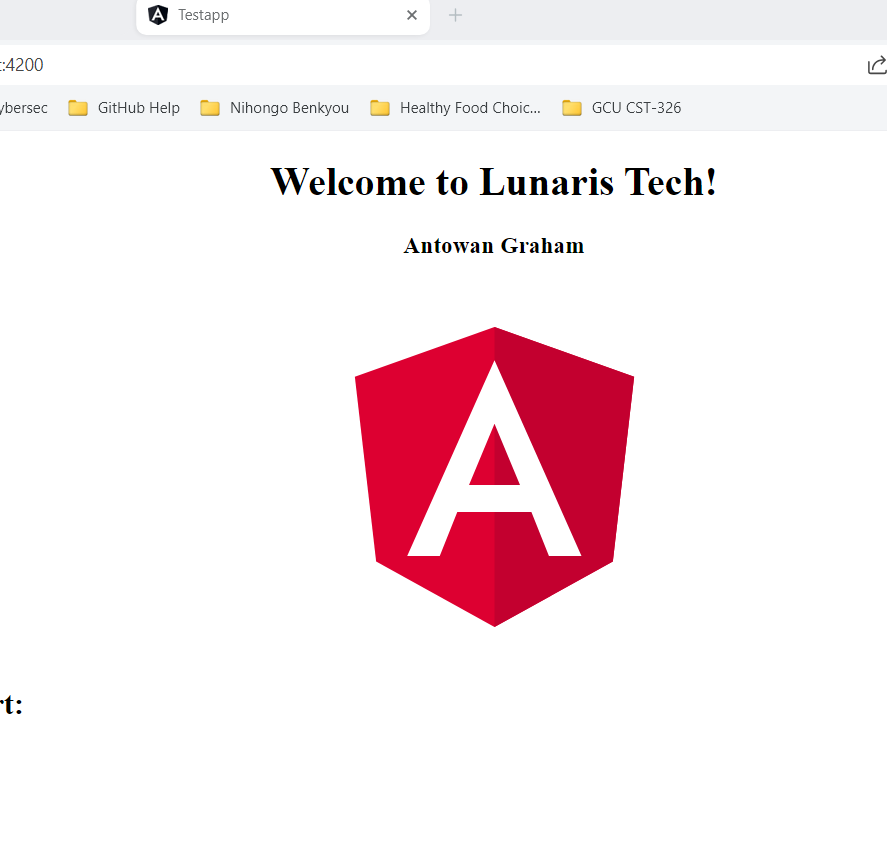 Testapp
t:4200
ybersec GitHub Help Nihongo Benkyou Healthy Food Choic... GCU CST-326
Welcome to Lunaris Tech!
Antowan Graham
rt: